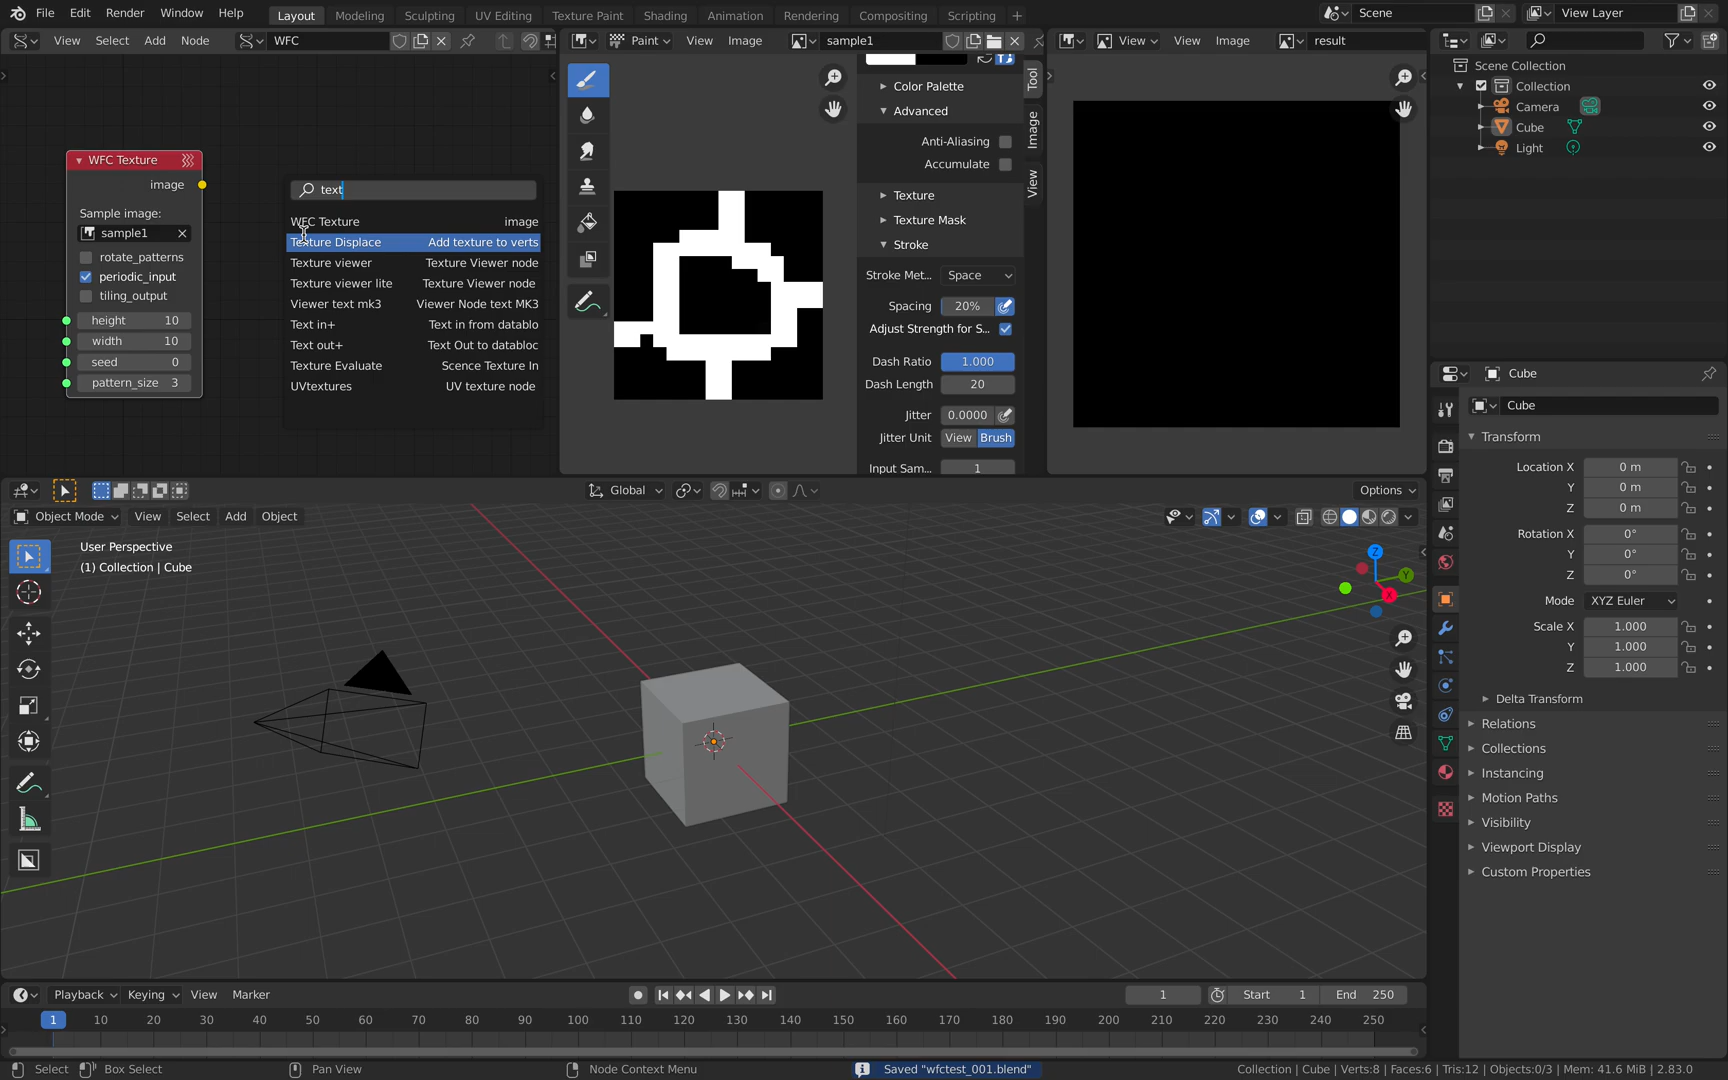 File Edit Render Window Help Layout Modeling Sculpting UV Editing Texture Paint Shading Animation Rendering Compositing Scripting + Scene View Layer
View Select Add Node WFC
Paint View Image sample1
View View Image result
Scene Collection
Collection
Camera
Cube
Light
WFC Texture
image
Sample image:
sample1
rotate_patterns
periodic_input
tiling_output
height 10
width 10
seed 0
pattern_size 3
text
WFC Texture image
Texture Displace Add texture to verts
Texture viewer Texture Viewer node
Texture viewer lite Texture Viewer node
Viewer text mk3 Viewer Node text MK3
Text in+ Text in from datablo
Text out+ Text Out to databloc
Texture Evaluate Scence Texture In
UVtextures UV texture node
Color Palette
Advanced
Anti-Aliasing
Accumulate
Texture
Texture Mask
Stroke
Stroke Met... Space
Spacing 20%
Adjust Strength for S...
Dash Ratio 1.000
Dash Length 20
Jitter 0.0000
Jitter Unit View Brush
Input Sam... 1
Tool
Image
View
Cube
Cube
Transform
Location X 0 m
Y 0 m
Z 0 m
Rotation X 0°
Y 0°
Z 0°
Mode XYZ Euler
Scale X 1.000
Y 1.000
Z 1.000
Delta Transform
Relations
Collections
Instancing
Motion Paths
Visibility
Viewport Display
Custom Properties
Global Options
Object Mode View Select Add Object
User Perspective
(1) Collection | Cube
Z
Y
X
Playback Keying View Marker 1 Start 1 End 250
1 10 20 30 40 50 60 70 80 90 100 110 120 130 140 150 160 170 180 190 200 210 220 230 240 250
Select Box Select Pan View Node Context Menu Saved "wfctest_001.blend" Collection | Cube | Verts:8 | Faces:6 | Tris:12 | Objects:0/3 | Mem: 41.6 MiB | 2.83.0